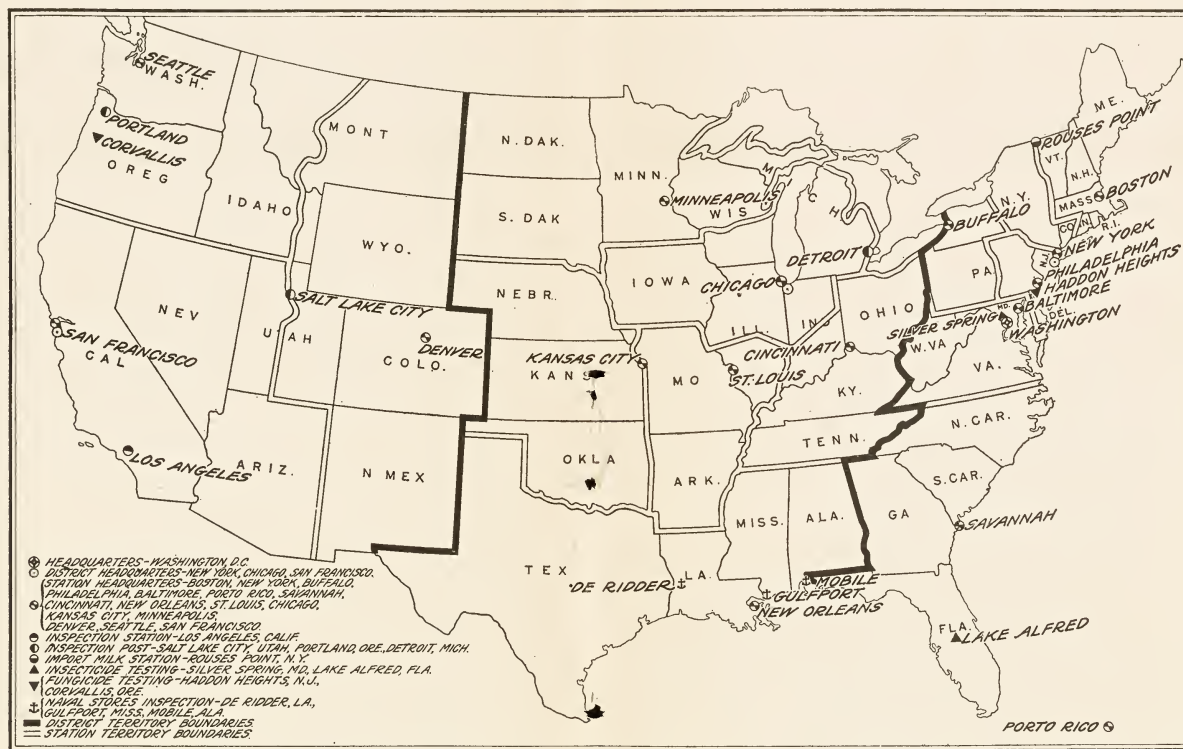 SEATTLE
WASH.
PORTLAND
CORVALLIS
OREG
IDAHO
MONT
WYO.
NEV
UTAH
SALT LAKE CITY
COLO.
DENVER
SAN FRANCISCO
CAL
LOS ANGELES
ARIZ.
N MEX
N. DAK.
S. DAK
NEBR.
KANSAS CITY
KANS
OKLA
TEX
MINN.
MINNEAPOLIS
WIS
MICH
IOWA
CHICAGO
DETROIT
ILL.
IND
OHIO
CINCINNATI
MO
ST. LOUIS
KY.
TENN.
ARK.
MISS.
ALA.
LA.
DE RIDDER
MOBILE
GULFPORT
NEW ORLEANS
ME.
ROUSES POINT
VT.
N.H.
MASS
BOSTON
CONN.
R.I.
N.Y.
BUFFALO
NEW YORK
N.J.
PHILADELPHIA
HADDON HEIGHTS
PA.
MD.
BALTIMORE
DEL.
SILVER SPRING
WASHINGTON
W.VA
VA.
N.CAR.
S.CAR.
GA
SAVANNAH
FLA.
LAKE ALFRED
PORTO RICO
HEADQUARTERS-WASHINGTON, D.C.
DISTRICT HEADQUARTERS-NEW YORK, CHICAGO, SAN FRANCISCO.
STATION HEADQUARTERS-BOSTON, NEW YORK, BUFFALO,
PHILADELPHIA, BALTIMORE, PORTO RICO, SAVANNAH,
CINCINNATI, NEW ORLEANS, ST. LOUIS, CHICAGO,
KANSAS CITY, MINNEAPOLIS,
DENVER, SEATTLE, SAN FRANCISCO.
INSPECTION STATION-LOS ANGELES, CALIF.
INSPECTION POST-SALT LAKE CITY, UTAH, PORTLAND, ORE., DETROIT, MICH.
IMPORT MILK STATION-ROUSES POINT, N.Y.
INSECTICIDE TESTING-SILVER SPRING, MD, LAKE ALFRED, FLA.
FUNGICIDE TESTING-HADDON HEIGHTS, N.J.,
CORVALLIS, ORE.
NAVAL STORES INSPECTION-DE RIDDER, LA.,
GULFPORT, MISS, MOBILE, ALA.
DISTRICT TERRITORY BOUNDARIES.
STATION TERRITORY BOUNDARIES.